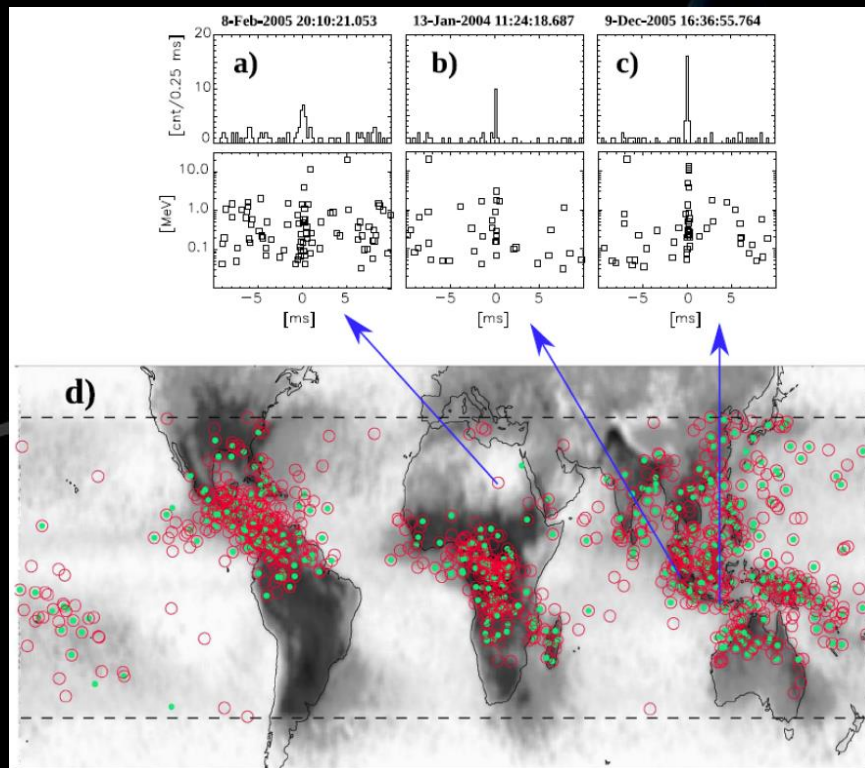 8-Feb-2005 20:10:21.053 13-Jan-2004 11:24:18.687 9-Dec-2005 16:36:55.764
20
a) b) c)
[cnt/0.25 ms]
10
0
10.0
[MeV]
1.0
0.1
−5 0 5 −5 0 5 −5 0 5
[ms] [ms] [ms]
d)